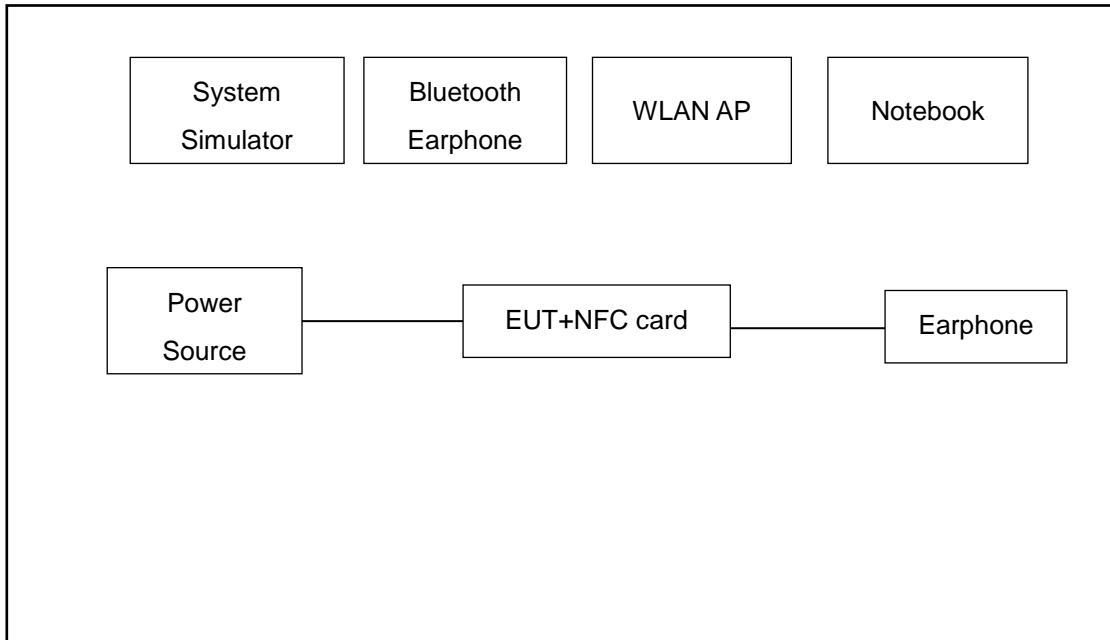 System
Simulator
Bluetooth
Earphone
WLAN AP
Notebook
Power
Source
EUT+NFC card
Earphone